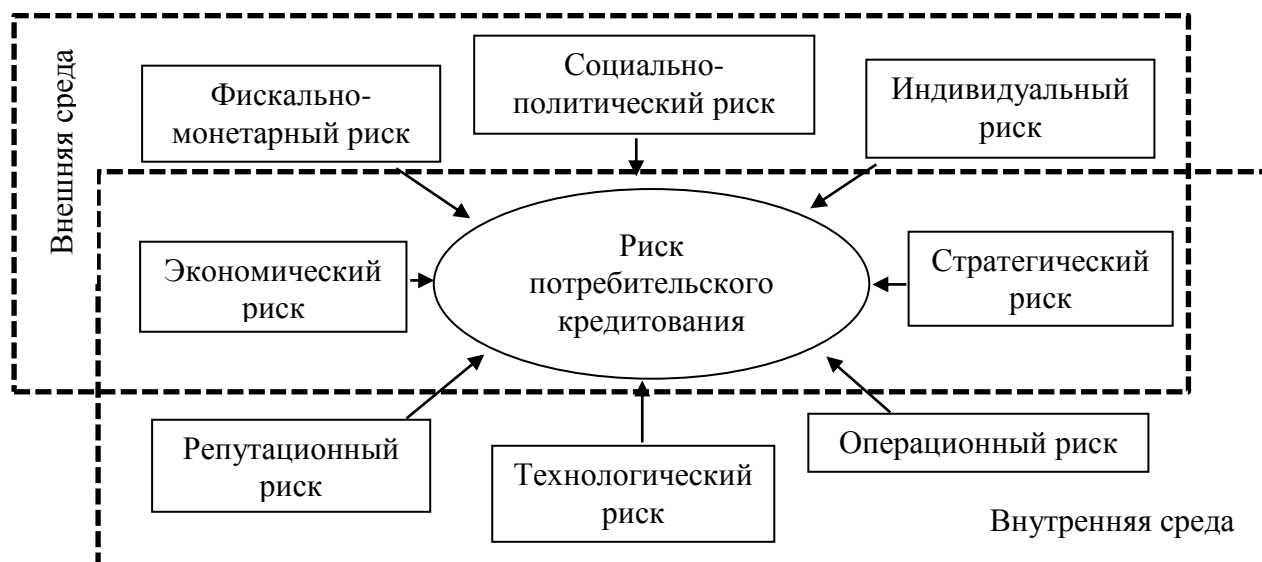 Внешняя среда
Фискально-
монетарный риск
Социально-
политический риск
Индивидуальный
риск
Экономический
риск
Риск
потребительского
кредитования
Стратегический
риск
Репутационный
риск
Технологический
риск
Операционный риск
Внутренняя среда